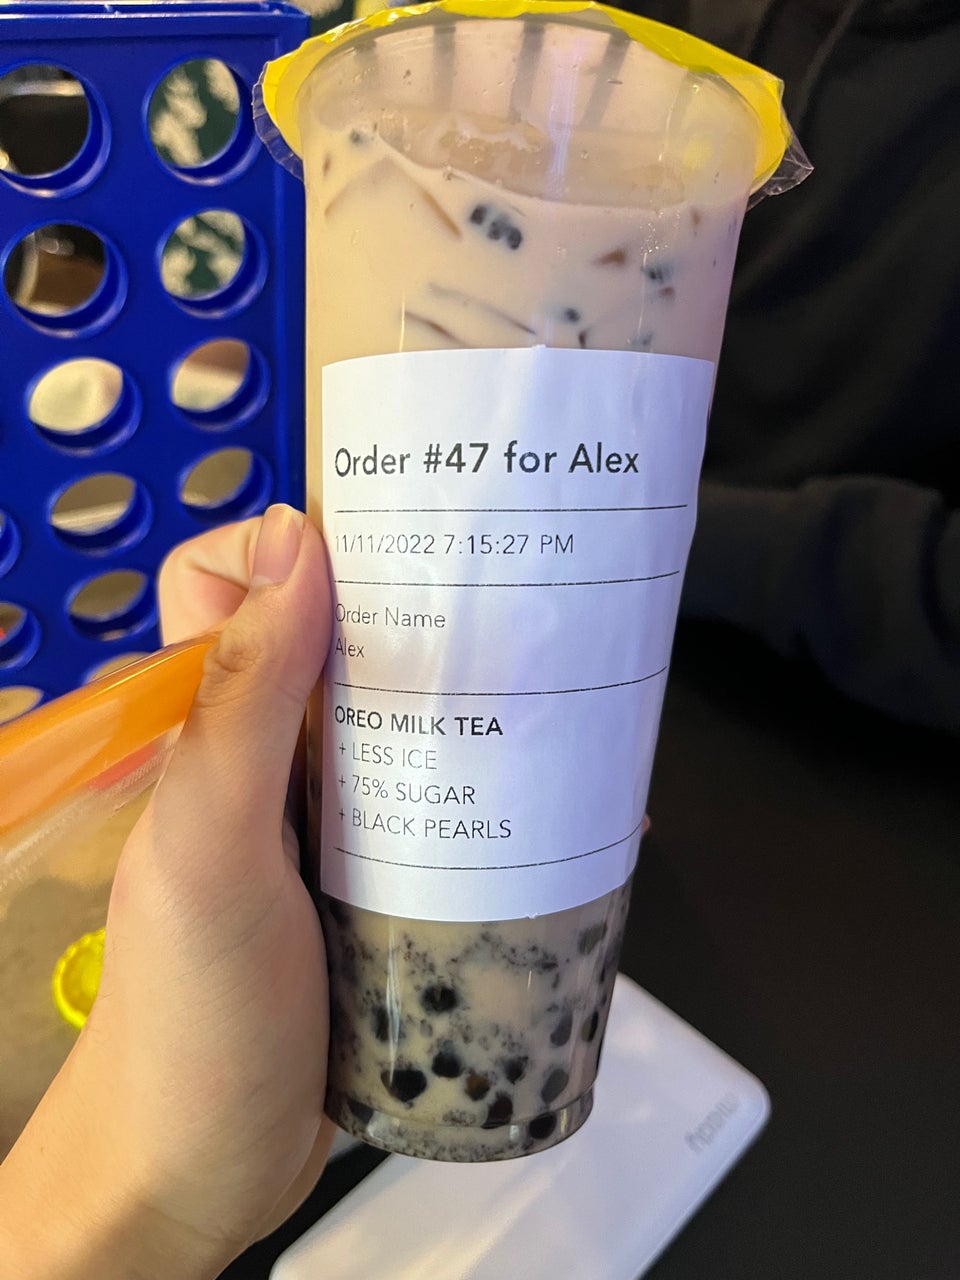 Order #47 for Alex
11/11/2022 7:15:27 PM
Order Name
Alex
OREO MILK TEA
+ LESS ICE
+ 75% SUGAR
+ BLACK PEARLS